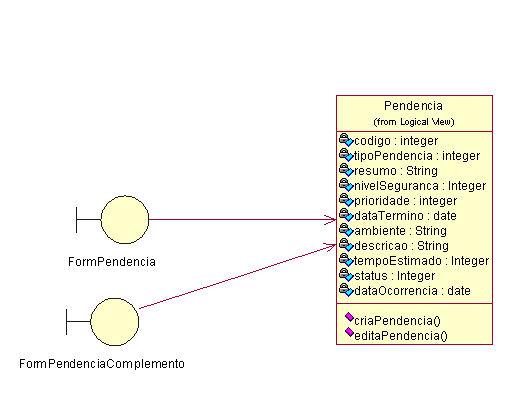 Pendencia
(from Logical View)
codigo : integer
tipoPendencia : integer
resumo : String
nivelSeguranca : Integer
prioridade : integer
dataTermino : date
ambiente : String
descricao : String
tempoEstimado : Integer
status : Integer
dataOcorrencia : date
criaPendencia()
editaPendencia()
FormPendencia
FormPendenciaComplemento